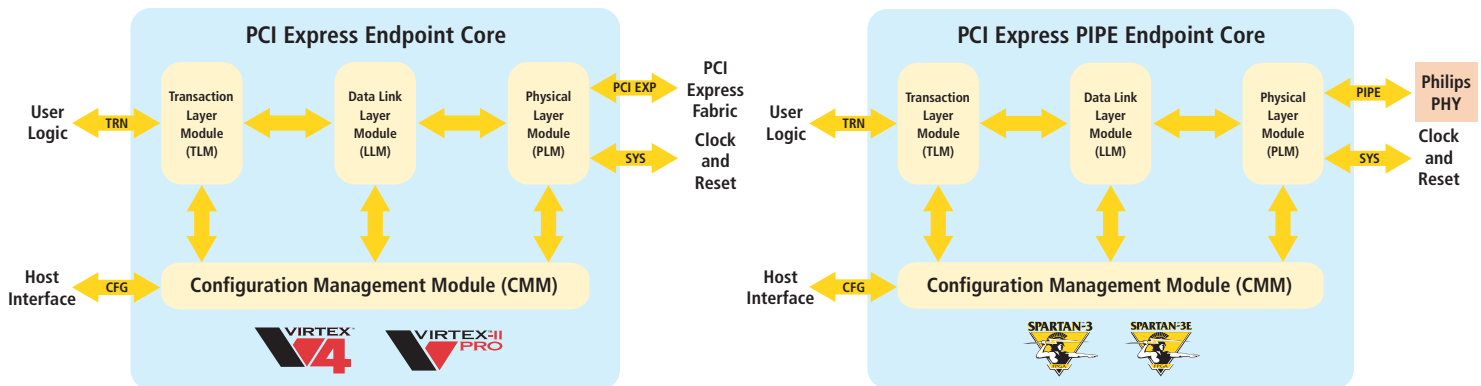 PCI Express Endpoint Core
User
Logic
TRN
Transaction
Layer
Module
(TLM)
Data Link
Layer
Module
(LLM)
Physical
Layer
Module
(PLM)
PCI EXP
PCI
Express
Fabric
SYS
Clock
and
Reset
Host
Interface
CFG
Configuration Management Module (CMM)
VIRTEX™
4
VIRTEX-II
PRO
PCI Express PIPE Endpoint Core
User
Logic
TRN
Transaction
Layer
Module
(TLM)
Data Link
Layer
Module
(LLM)
Physical
Layer
Module
(PLM)
PIPE
Philips
PHY
SYS
Clock
and
Reset
Host
Interface
CFG
Configuration Management Module (CMM)
SPARTAN-3
FPGA
SPARTAN-3E
FPGA